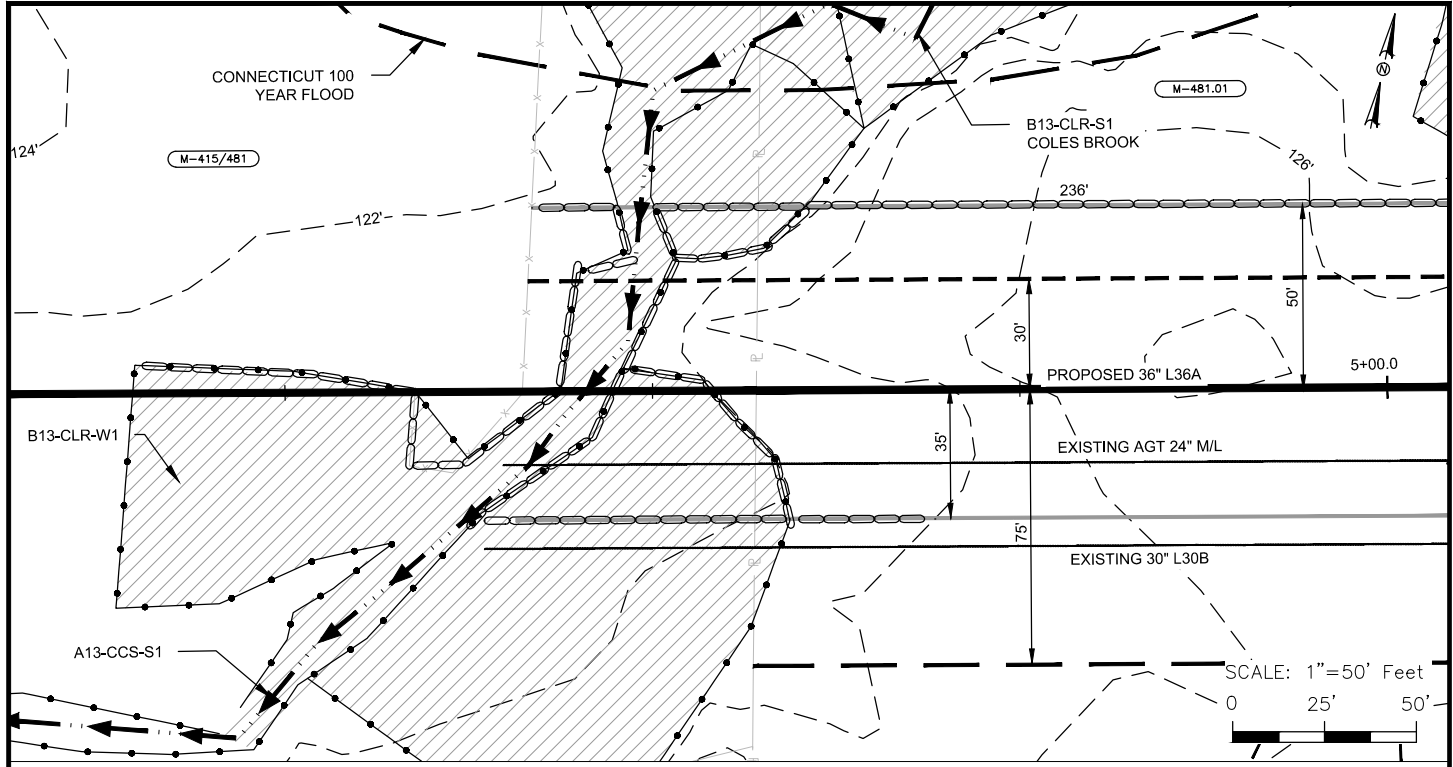 CONNECTICUT 100
YEAR FLOOD
M-481.01
N
B13-CLR-S1
COLES BROOK
124'
M-415/481
126'
236'
122'
50'
30'
PROPOSED 36" L36A
5+00.0
B13-CLR-W1
35'
EXISTING AGT 24" M/L
75'
EXISTING 30" L30B
A13-CCS-S1
SCALE: 1"=50' Feet
0 25' 50'